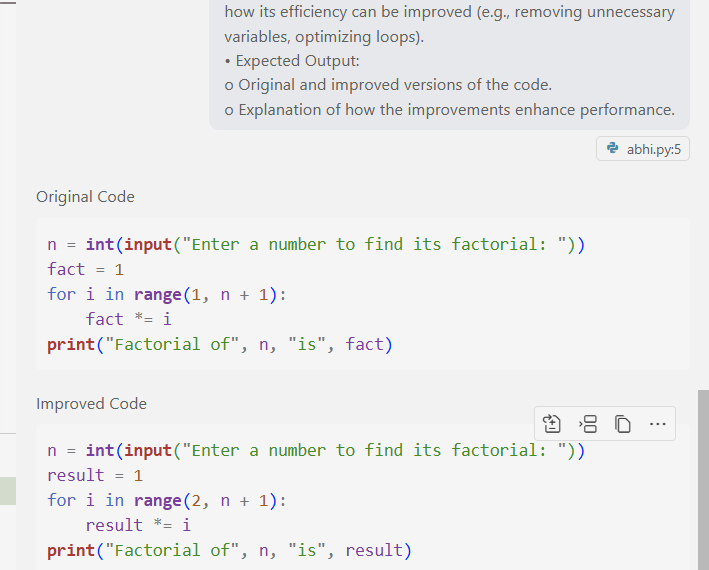 how its efficiency can be improved (e.g., removing unnecessary
variables, optimizing loops).
• Expected Output:
o Original and improved versions of the code.
o Explanation of how the improvements enhance performance.
abhi.py:5
Original Code
n = int(input("Enter a number to find its factorial: "))
fact = 1
for i in range(1, n + 1):
    fact *= i
print("Factorial of", n, "is", fact)
Improved Code
n = int(input("Enter a number to find its factorial: "))
result = 1
for i in range(2, n + 1):
    result *= i
print("Factorial of", n, "is", result)